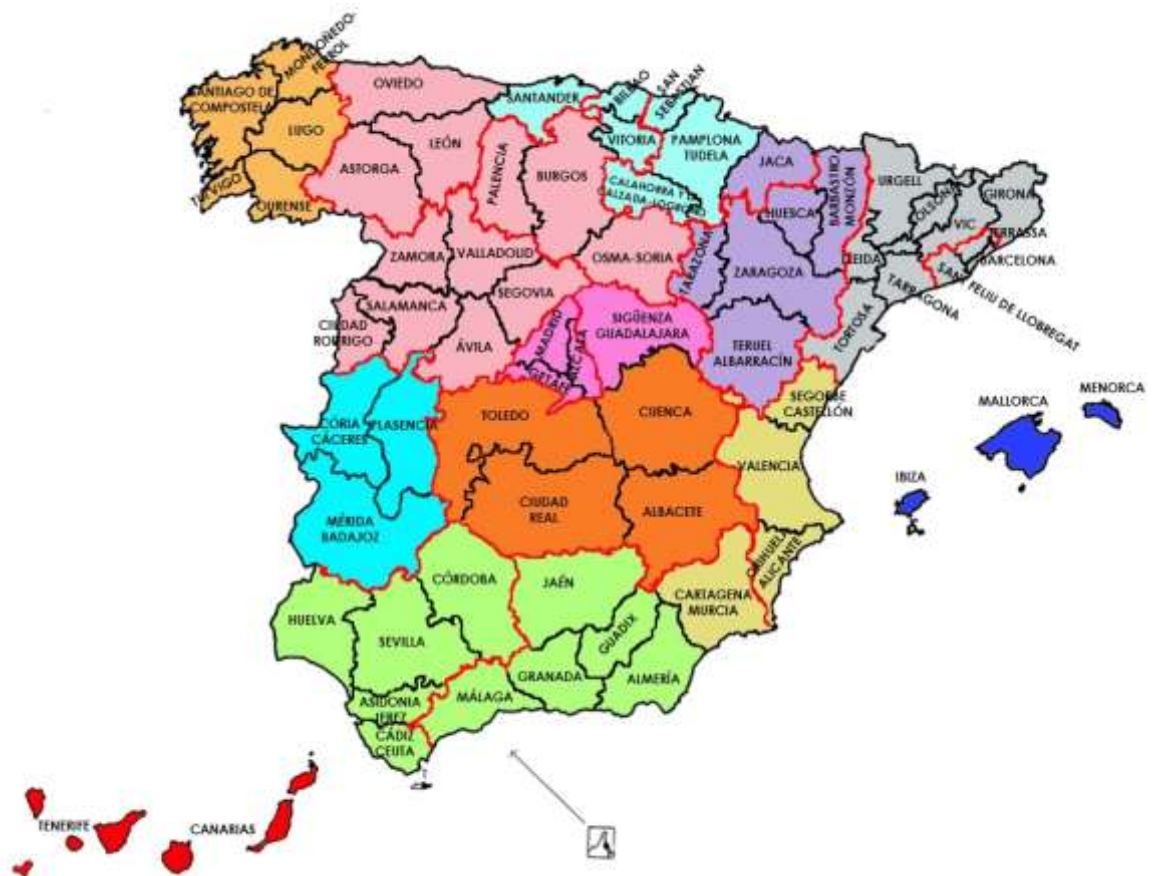 MONDOÑEDO-
FERROL
SANTIAGO DE
COMPOSTELA
LUGO
TUI-VIGO
OURENSE
OVIEDO
LEÓN
ASTORGA
PALENCIA
BURGOS
SANTANDER
BILBAO
SAN
SEBASTIAN
VITORIA
PAMPLONA
TUDELA
CALAHORRA Y
CALZADA-LOGROÑO
JACA
HUESCA
BARBASTRO
MONZÓN
URGELL
SOLSONA
VIC
GIRONA
TERRASSA
BARCELONA
SANT FELIU DE LLOBREGAT
LLEIDA
TARRAGONA
TORTOSA
ZAMORA
VALLADOLID
OSMA-SORIA
TARAZONA
ZARAGOZA
SEGOVIA
SALAMANCA
CIUDAD
RODRIGO
ÁVILA
MADRID
GETAFE
ALCALÁ
SIGÜENZA
GUADALAJARA
TERUEL
ALBARRACÍN
SEGORBE
CASTELLÓN
MENORCA
MALLORCA
IBIZA
CORIA
CÁCERES
PLASENCIA
TOLEDO
CUENCA
VALENCIA
MÉRIDA
BADAJOZ
CIUDAD
REAL
ALBACETE
ORIHUELA
ALICANTE
CARTAGENA
MURCIA
HUELVA
SEVILLA
CÓRDOBA
JAÉN
GUADIX
GRANADA
ALMERÍA
ASIDONIA
JEREZ
MÁLAGA
CÁDIZ
CEUTA
TENERIFE
CANARIAS